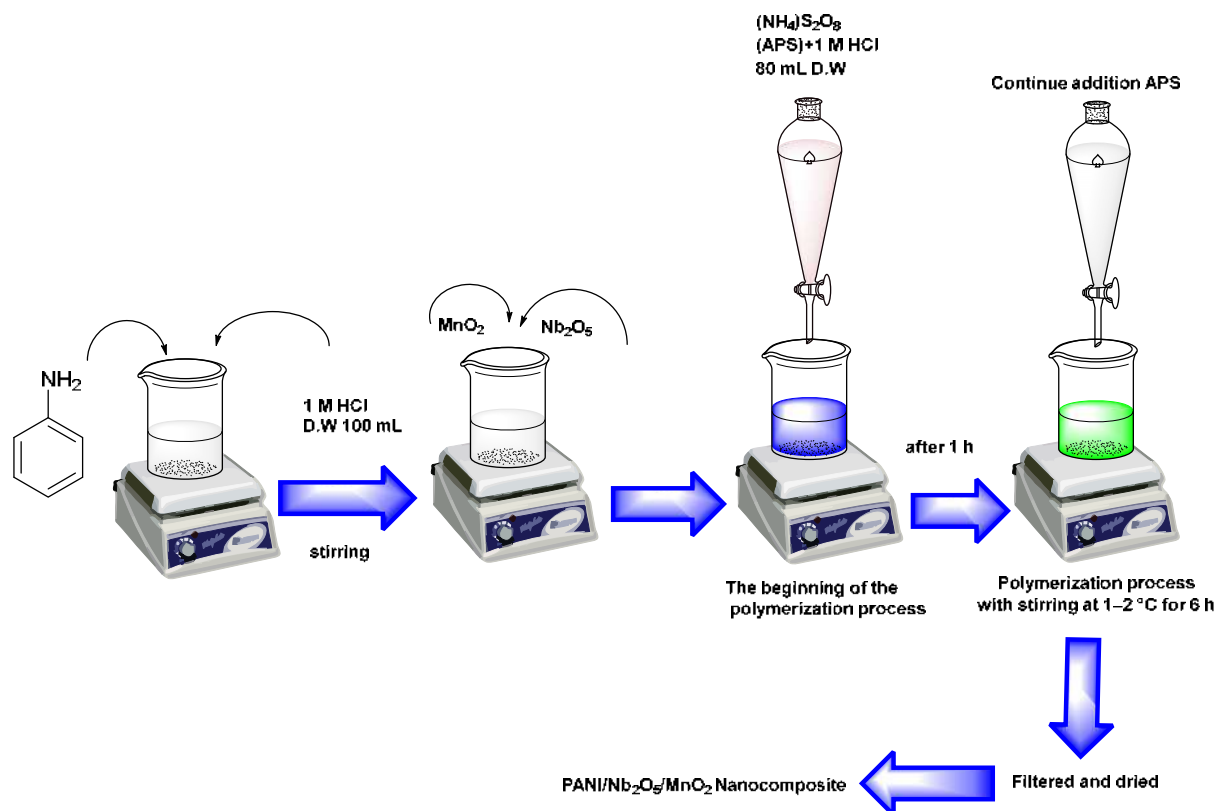 (NH₄)S₂O₈
(APS)+1 M HCl
80 mL D.W
Continue addition APS
MnO₂
Nb₂O₅
NH₂
1 M HCl
D.W 100 mL
stirring
after 1 h
The beginning of the
polymerization process
Polymerization process
with stirring at 1–2 °C for 6 h
Filtered and dried
PANI/Nb₂O₅/MnO₂ Nanocomposite